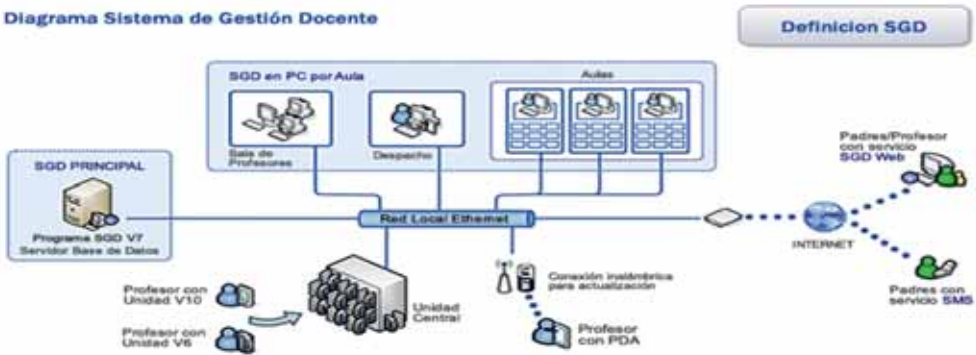 Diagrama Sistema de Gestión Docente
Definicion SGD
SGD en PC por Aula
Aulas
Sala de
Profesores
Despacho
SGD PRINCIPAL
Programa SGD V7
Servidor Base de Datos
Red Local Ethernet
Padres/Profesor
con servicio
SGD Web
INTERNET
Padres con
servicio SMS
Profesor con
Unidad V10
Profesor con
Unidad V6
Unidad
Central
Conexión inalámbrica
para actualización
Profesor
con PDA